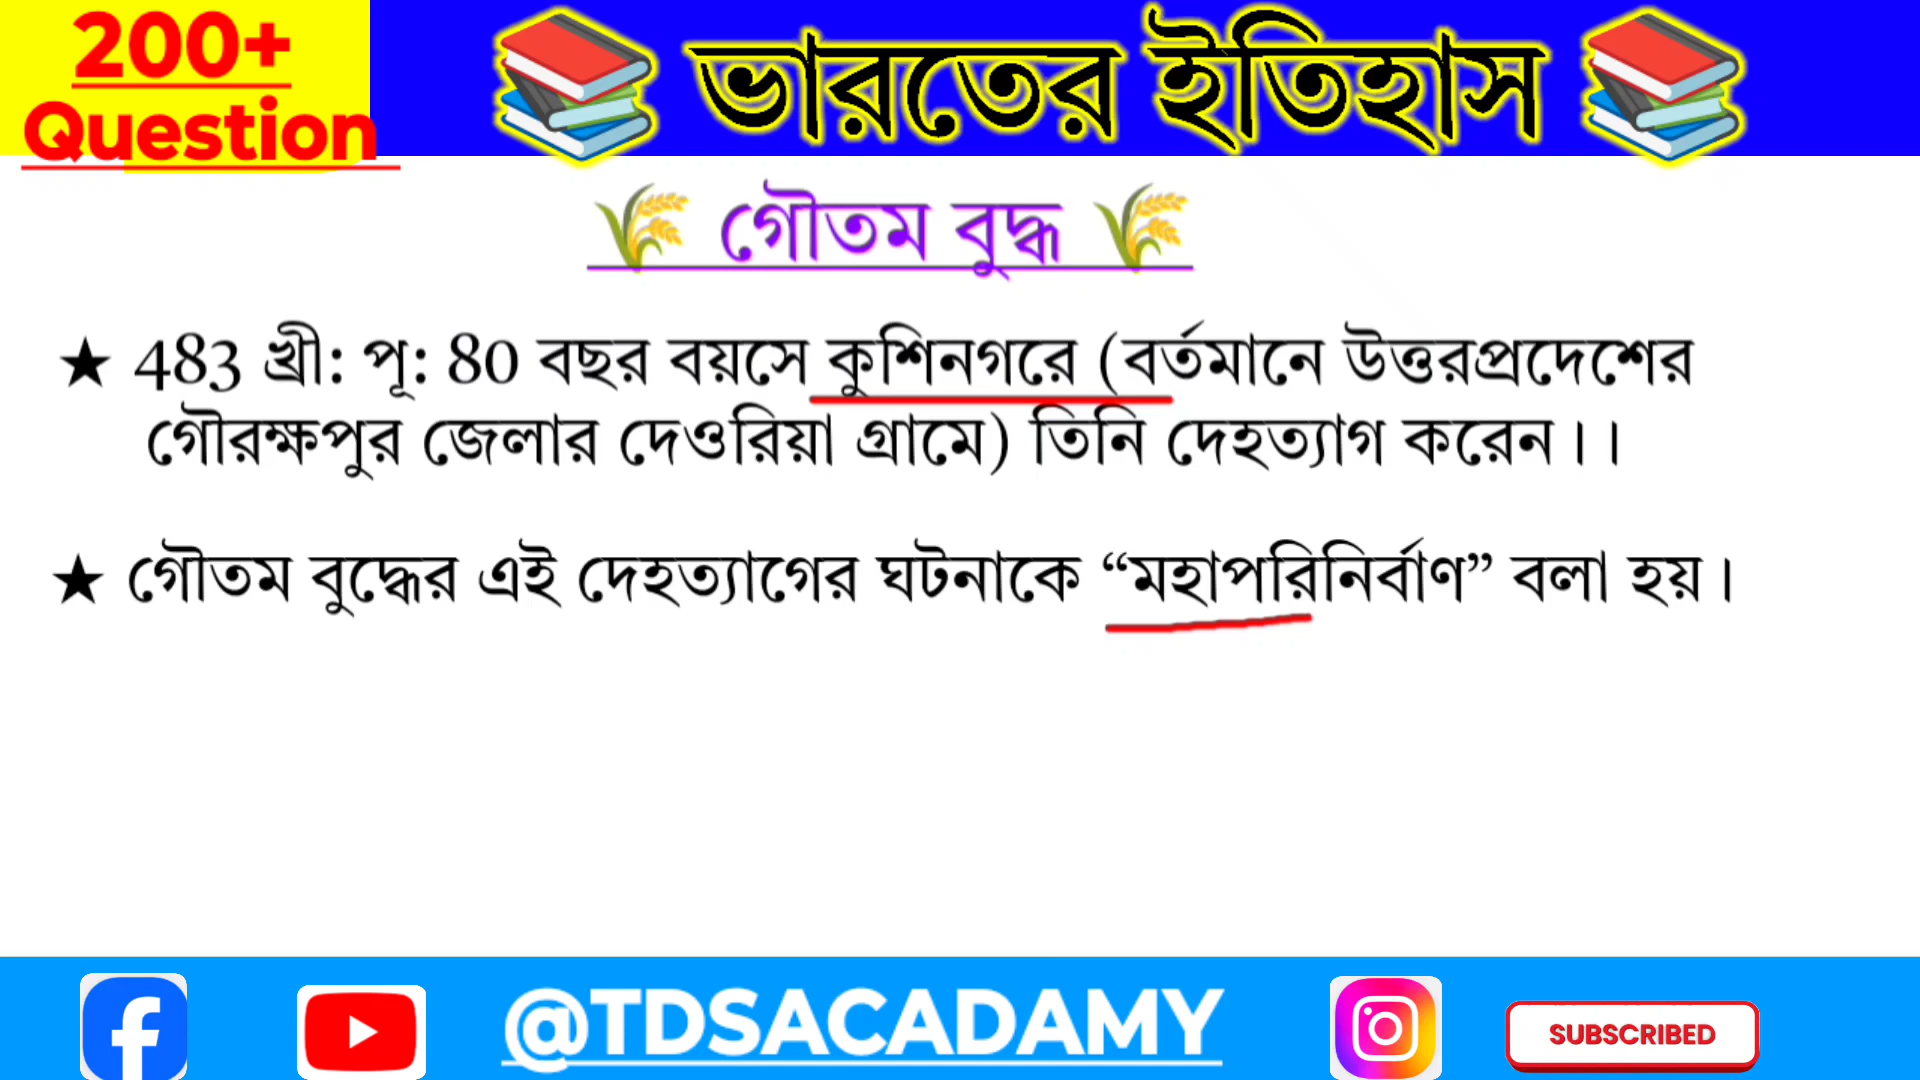 200+
Question
ভারতের ইতিহাস
গৌতম বুদ্ধ
★ 483 খ্রী: পূ: 80 বছর বয়সে কুশিনগরে (বর্তমানে উত্তরপ্রদেশের
গৌরক্ষপুর জেলার দেওরিয়া গ্রামে) তিনি দেহত্যাগ করেন।।
★ গৌতম বুদ্ধের এই দেহত্যাগের ঘটনাকে “মহাপরিনির্বাণ” বলা হয়।
@TDSACADAMY
SUBSCRIBED